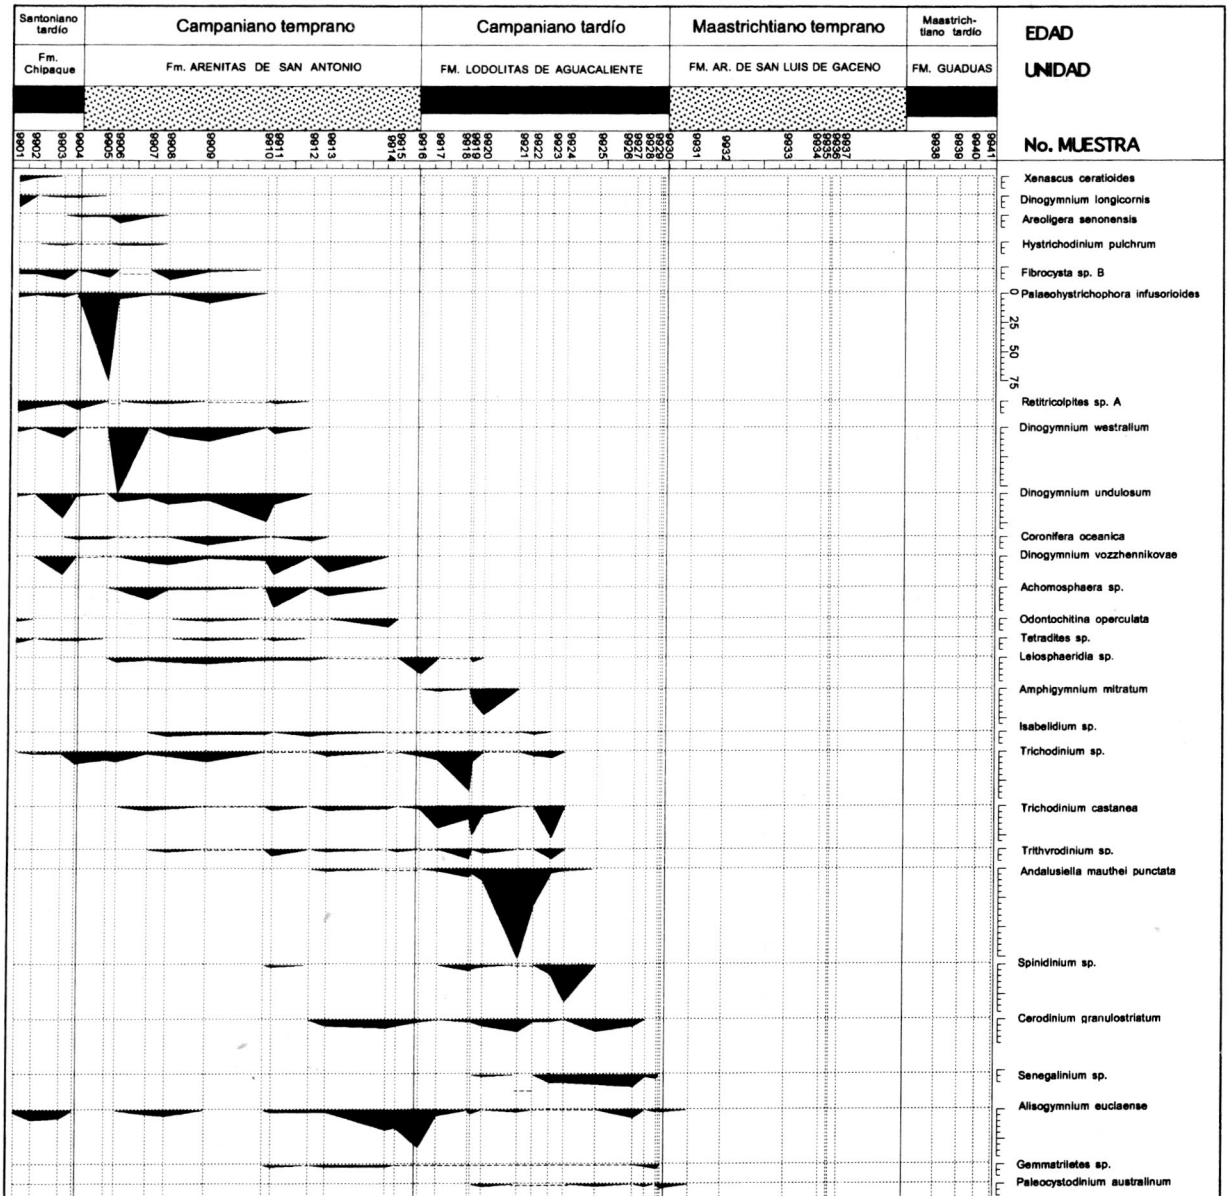 Santoniano
tardío
Campaniano temprano
Campaniano tardío
Maastrichtiano temprano
Maastrich-
tiano tardío
EDAD
Fm.
Chipaque
Fm. ARENITAS DE SAN ANTONIO
FM. LODOLITAS DE AGUACALIENTE
FM. AR. DE SAN LUIS DE GACENO
FM. GUADUAS
UNIDAD
9901
9902
9903
9904
9905
9906
9907
9908
9909
9910
9911
9912
9913
9914
9915
9916
9917
9918
9919
9920
9921
9922
9923
9924
9925
9926
9927
9928
9929
9930
9931
9932
9933
9934
9935
9936
9937
9938
9939
9940
9941
No. MUESTRA
Xenascus ceratioides
Dinogymnium longicornis
Areoligera senonensis
Hystrichodinium pulchrum
Fibrocysta sp. B
0
Palaeohystrichophora infusorioides
25
50
75
Retitricolpites sp. A
Dinogymnium westralium
Dinogymnium undulosum
Coronifera oceanica
Dinogymnium vozzhennikovae
Achomosphaera sp.
Odontochitina operculata
Tetradites sp.
Leiosphaeridia sp.
Amphigymnium mitratum
Isabelidium sp.
Trichodinium sp.
Trichodinium castanea
Trithyrodinium sp.
Andalusiella mauthei punctata
Spinidinium sp.
Cerodinium granulostriatum
Senegalinium sp.
Alisogymnium euclaense
Gemmatriletes sp.
Paleocystodinium australinum